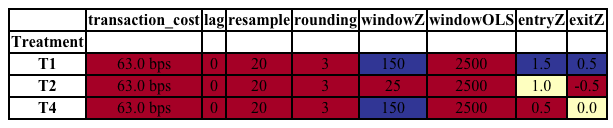 transaction_cost lag resample rounding windowZ windowOLS entryZ exitZ
Treatment
T1 63.0 bps 0 20 3 150 2500 1.5 0.5
T2 63.0 bps 0 20 3 25 2500 1.0 -0.5
T4 63.0 bps 0 20 3 150 2500 0.5 0.0